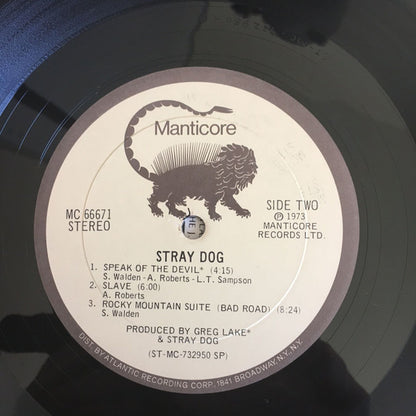 Manticore
MC 66671
STEREO
SIDE TWO
℗ 1973
MANTICORE
RECORDS LTD.
STRAY DOG
1. SPEAK OF THE DEVIL* (4:15)
S. Walden - A. Roberts - L.T. Sampson
2. SLAVE (6:00)
A. Roberts
3. ROCKY MOUNTAIN SUITE (BAD ROAD) (8:24)
S. Walden
PRODUCED BY GREG LAKE*
& STRAY DOG
(ST-MC-732950 SP)
DIST. BY ATLANTIC RECORDING CORP. 1841 BROADWAY, N.Y., N.Y.